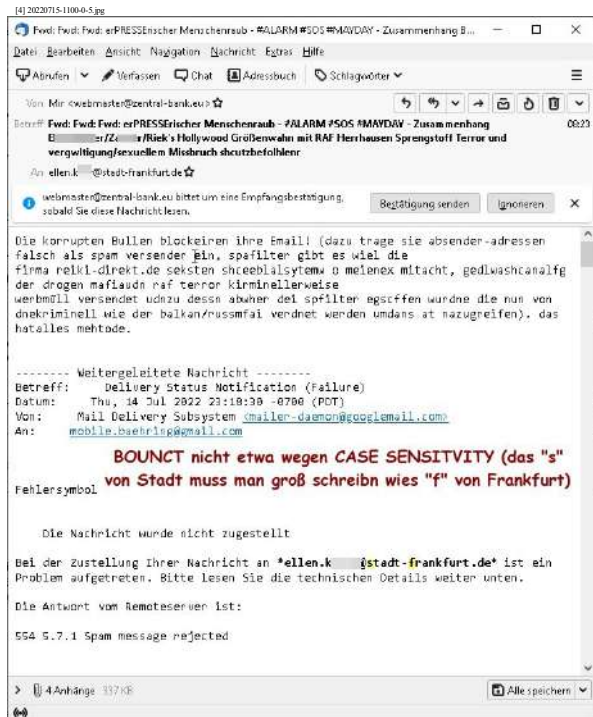 [4] 20220715-1100-0-5.jpg
Fwd: Fwd: Fwd: erPRESSErischer Menschenraub - #ALARM #SOS #MAYDAY - Zusammenhang B...
Datei Bearbeiten Ansicht Navigation Nachricht Extras Hilfe
Abrufen Verfassen Chat Adressbuch Schlagwörter
Von Mir <webmaster@zentral-bank.eu>
Betreff Fwd: Fwd: Fwd: erPRESSErischer Menschenraub - #ALARM #SOS #MAYDAY - Zusammenhang 08:23
B er/Z r/Riek's Hollywood Größenwahn mit RAF Herrhausen Sprengstoff Terror und
vergwltigung/sexuellem Missbruch shcutzbefolhlenr
An ellen.k @stadt-frankfurt.de
webmaster@zentral-bank.eu bittet um eine Empfangsbestätigung,
sobald Sie diese Nachricht lesen.
Bestätigung senden Ignorieren
Die korrupten Bullen blockeiren ihre Email! (dazu trage sie absender-adressen
falsch als spam versender ein, spafilter gibt es wiel die
firma reiki-direkt.de seksten shceeblalsytemw o meienex mitacht, gedlwashcanalfg
der drogen mafiaudn raf terror kirminellerweise
werbmüll versendet udnzu dessn abwher dei spfilter egscffen wurdne die nun von
dnekriminell wie der balkan/russmfai verdnet werden umdans at nazugreifen). das
hatalles mehtode.
-------- Weitergeleitete Nachricht --------
Betreff: Delivery Status Notification (Failure)
Datum: Thu, 14 Jul 2022 23:18:30 -0700 (PDT)
Von: Mail Delivery Subsystem <mailer-daemon@googlemail.com>
An: mobile.baehring@gmail.com
BOUNCT nicht etwa wegen CASE SENSITVITY (das "s"
von Stadt muss man groß schreibn wies "f" von Frankfurt)
Fehlersymbol
Die Nachricht wurde nicht zugestellt
Bei der Zustellung Ihrer Nachricht an *ellen.k @stadt-frankfurt.de* ist ein
Problem aufgetreten. Bitte lesen Sie die technischen Details weiter unten.
Die Antwort vom Remoteserver ist:
554 5.7.1 Spam message rejected
4 Anhänge 337 KB
Alle speichern